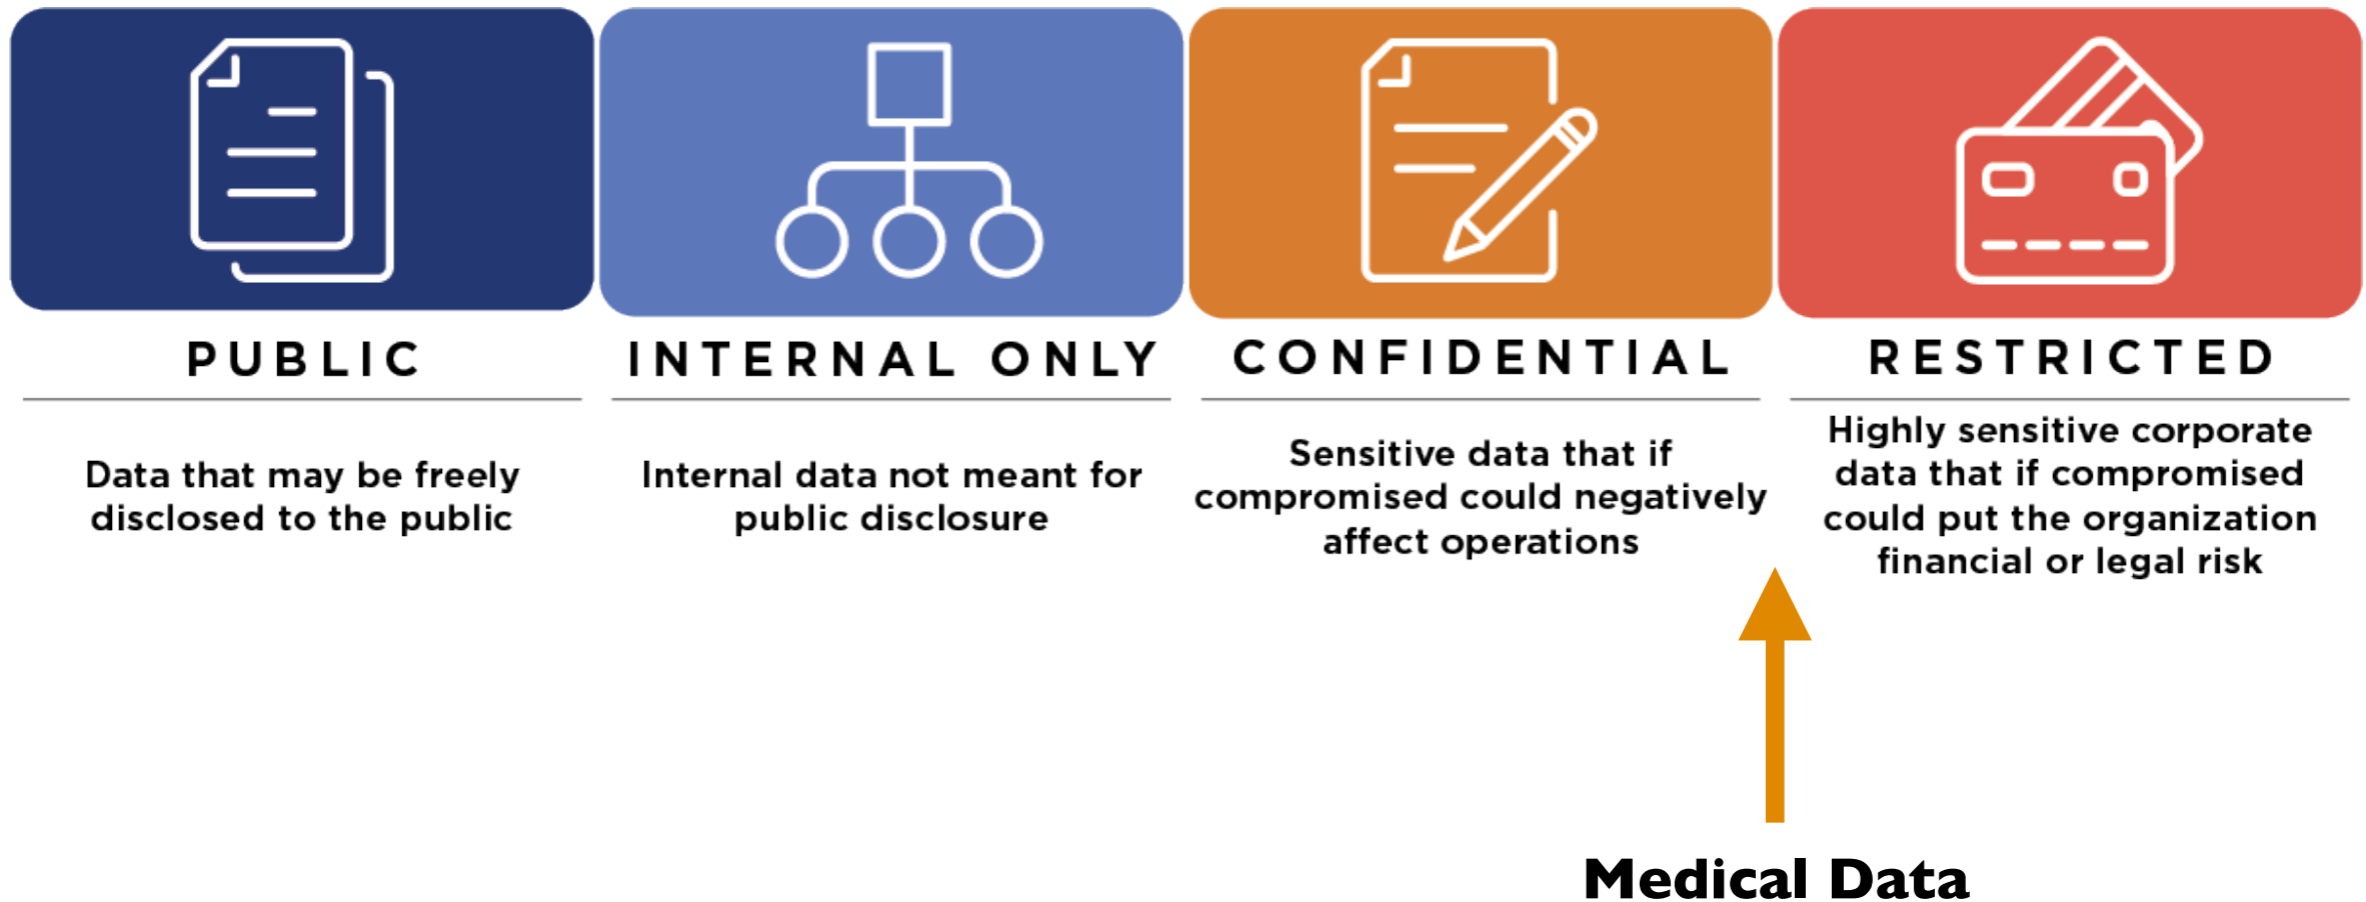 PUBLIC
Data that may be freely
disclosed to the public
INTERNAL ONLY
Internal data not meant for
public disclosure
CONFIDENTIAL
Sensitive data that if
compromised could negatively
affect operations
RESTRICTED
Highly sensitive corporate
data that if compromised
could put the organization
financial or legal risk
Medical Data